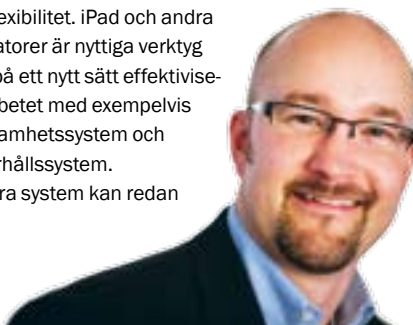 exibilitet. iPad och andra
atorer är nyttiga verktyg
på ett nytt sätt effektivise-
betet med exempelvis
samhetssystem och
rhållssystem.
ra system kan redan